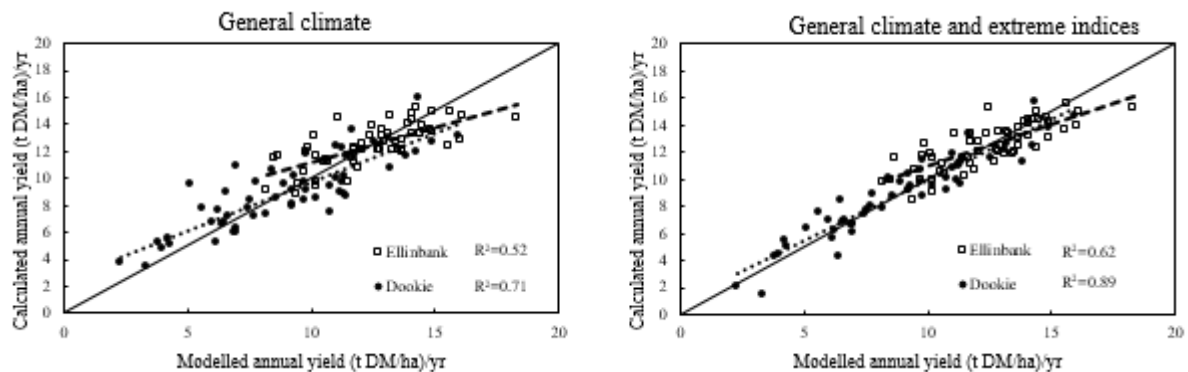 General climate
Calculated annual yield (t DM/ha)/yr
20
18
16
14
12
10
8
6
4
2
0
Ellinbank R²=0.52
Dookie R²=0.71
0 5 10 15 20
Modelled annual yield (t DM/ha)/yr
General climate and extreme indices
Calculated annual yield (t DM/ha)/yr
20
18
16
14
12
10
8
6
4
2
0
Ellinbank R²=0.62
Dookie R²=0.89
0 5 10 15 20
Modelled annual yield (t DM/ha)/yr